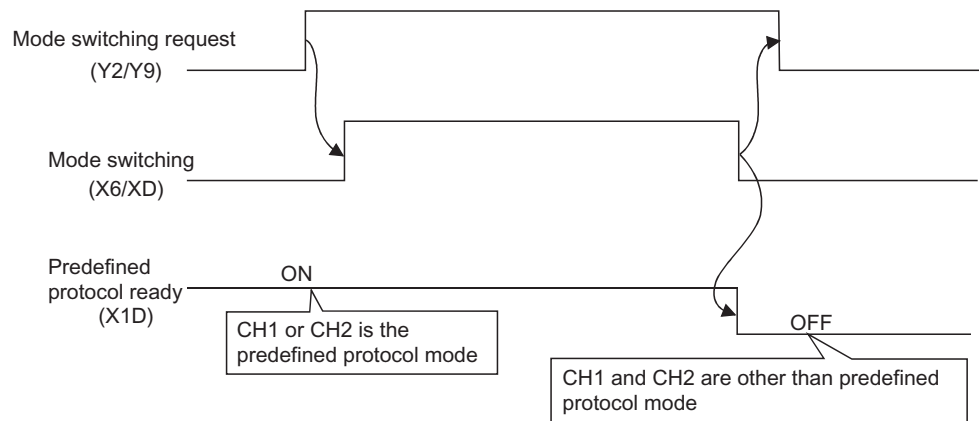 Mode switching request
(Y2/Y9)
Mode switching
(X6/XD)
Predefined
protocol ready
(X1D)
ON
CH1 or CH2 is the
predefined protocol mode
OFF
CH1 and CH2 are other than predefined
protocol mode